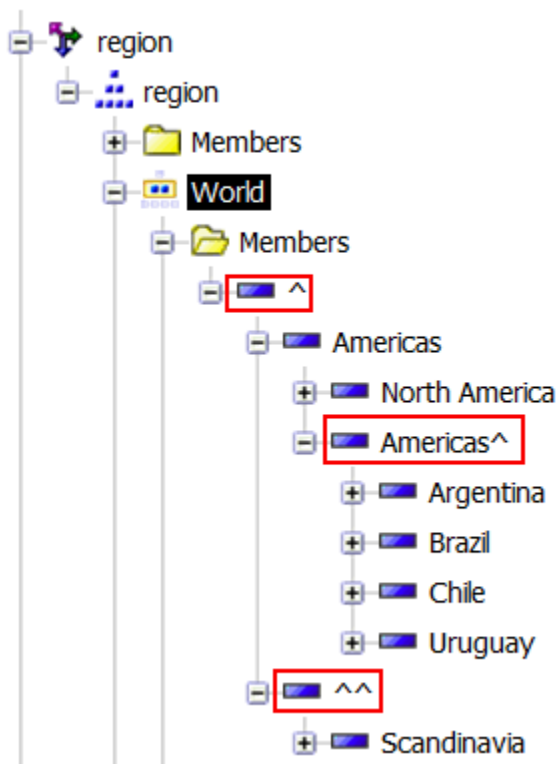 region
region
Members
World
Members
^
Americas
North America
Americas^
Argentina
Brazil
Chile
Uruguay
^^
Scandinavia